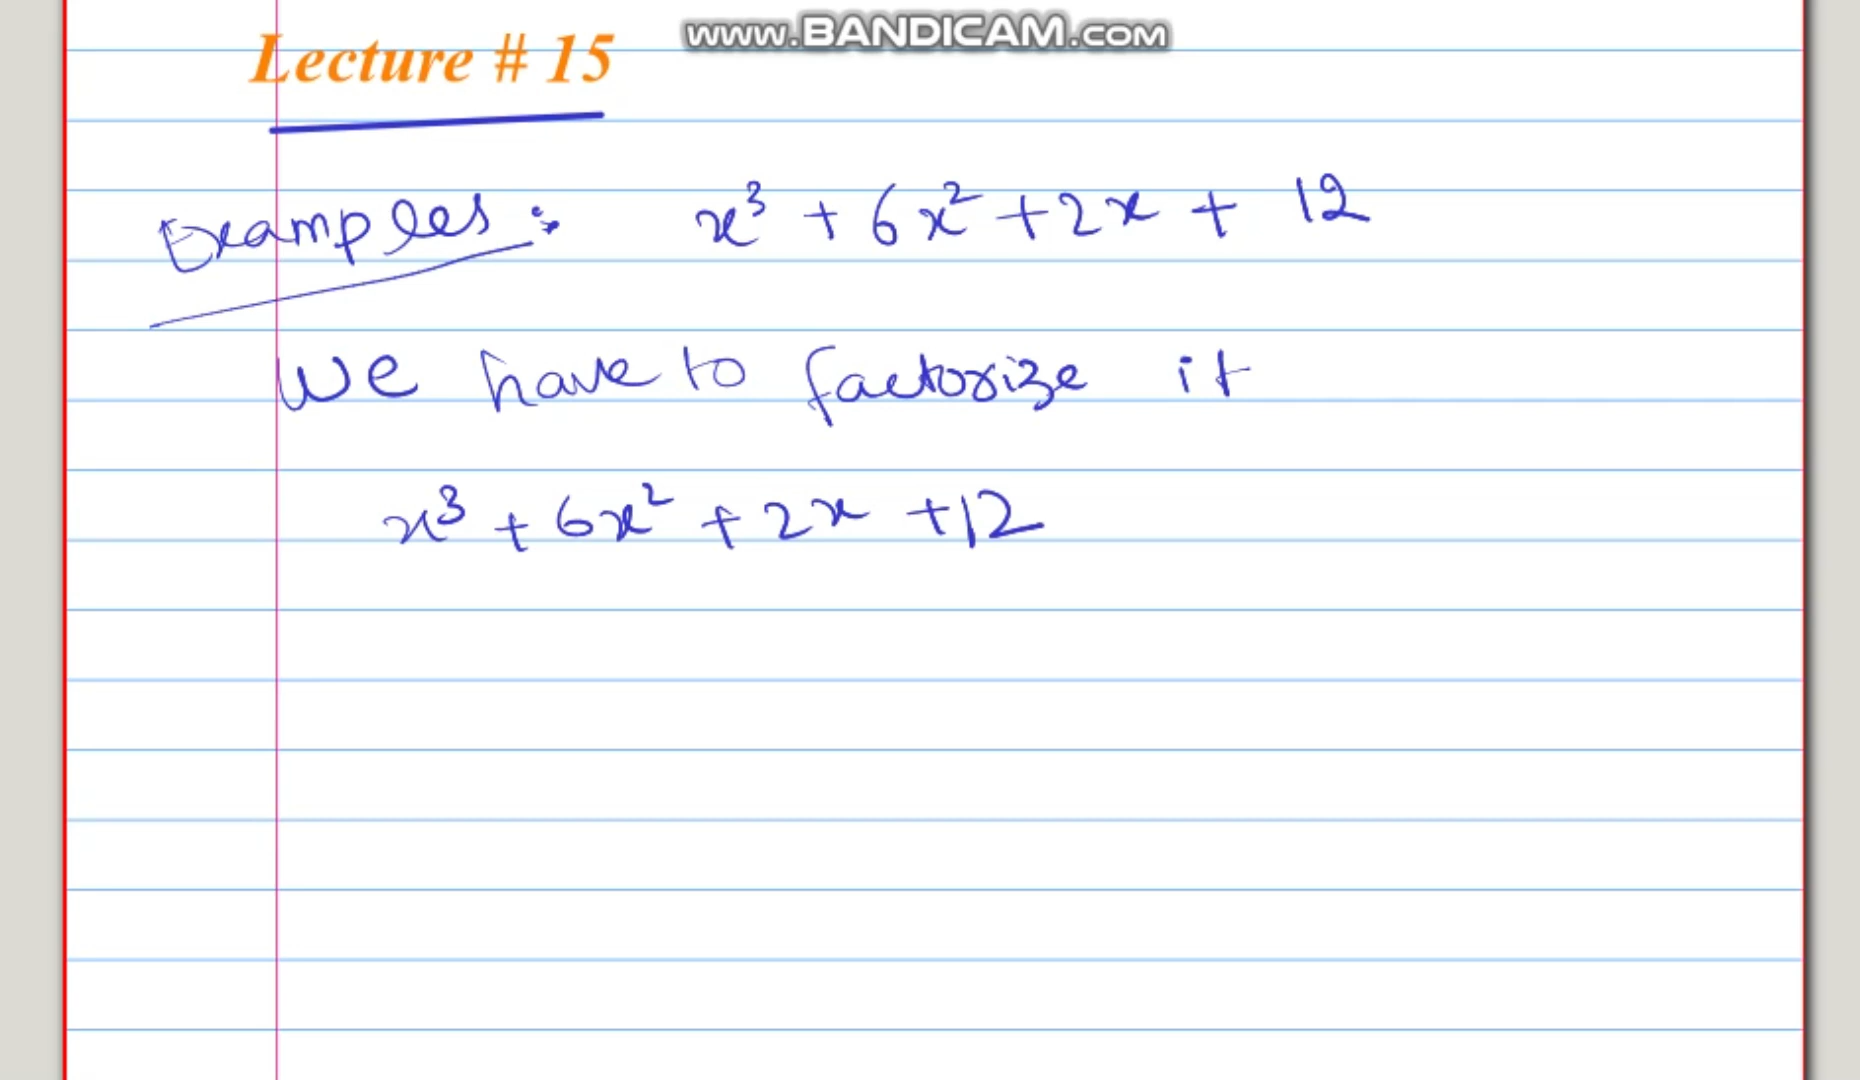 www.BANDICAM.com
Lecture # 15
Examples: x³ + 6x² + 2x + 12
We have to factorize it
x³ + 6x² + 2x + 12